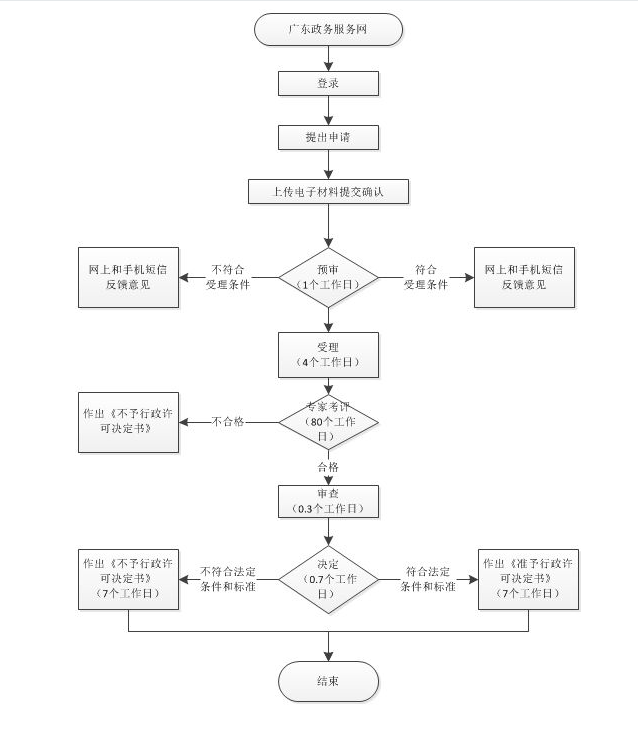 广东政务服务网
登录
提出申请
上传电子材料提交确认
网上和手机短信
反馈意见
不符合
受理条件
预审
（1个工作日）
符合
受理条件
网上和手机短信
反馈意见
受理
（4个工作日）
作出《不予行政许
可决定书》
不合格
专家考评
（80个工作
日）
合格
审查
（0.3个工作日）
作出《不予行政许
可决定书》
（7个工作日）
不符合法定
条件和标准
决定
（0.7个工作
日）
符合法定
条件和标准
作出《准予行政许
可决定书》
（7个工作日）
结束